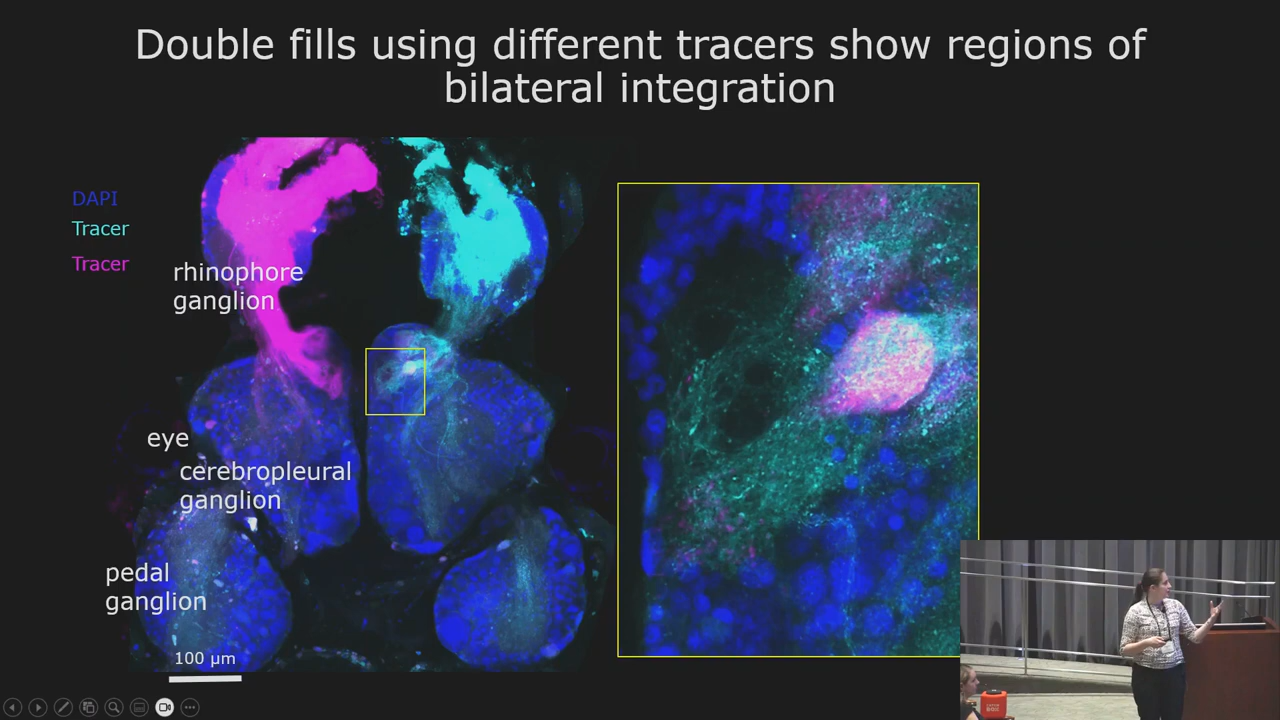 Double fills using different tracers show regions of
bilateral integration
DAPI
Tracer
Tracer
rhinophore
ganglion
eye
cerebropleural
ganglion
pedal
ganglion
100 µm